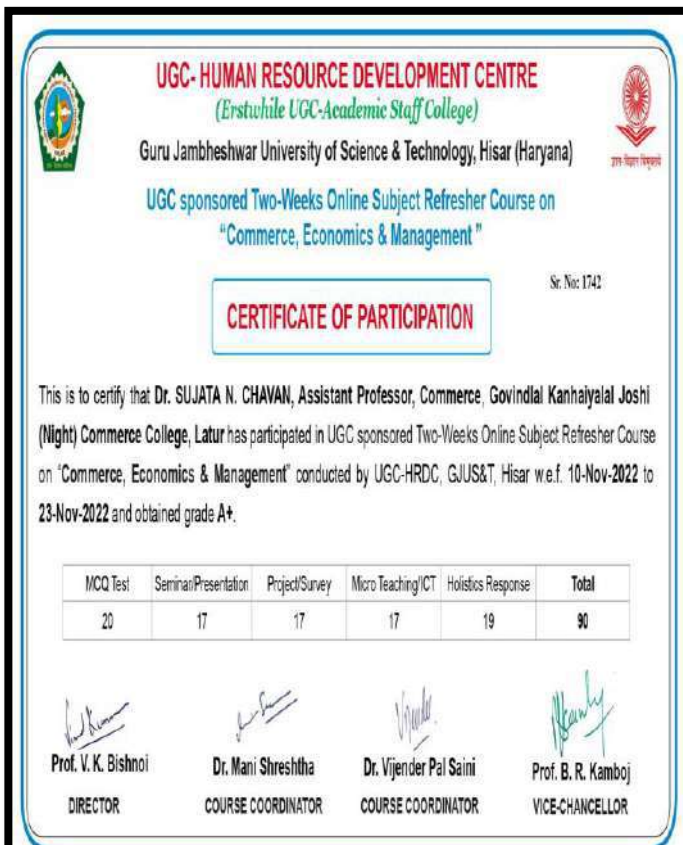 UGC- HUMAN RESOURCE DEVELOPMENT CENTRE
(Erstwhile UGC-Academic Staff College)
Guru Jambheshwar University of Science & Technology, Hisar (Haryana)
UGC sponsored Two-Weeks Online Subject Refresher Course on
“Commerce, Economics & Management ”
Sr. No: 1742
CERTIFICATE OF PARTICIPATION
This is to certify that Dr. SUJATA N. CHAVAN, Assistant Professor, Commerce, Govindlal Kanhaiyalal Joshi
(Night) Commerce College, Latur has participated in UGC sponsored Two-Weeks Online Subject Refresher Course
on “Commerce, Economics & Management” conducted by UGC-HRDC, GJUS&T, Hisar w.e.f. 10-Nov-2022 to
23-Nov-2022 and obtained grade A+.
MCQ Test Seminar/Presentation Project/Survey Micro Teaching/ICT Holistics Response Total
20 17 17 17 19 90
Prof. V. K. Bishnoi Dr. Mani Shreshtha Dr. Vijender Pal Saini Prof. B. R. Kamboj
DIRECTOR COURSE COORDINATOR COURSE COORDINATOR VICE-CHANCELLOR